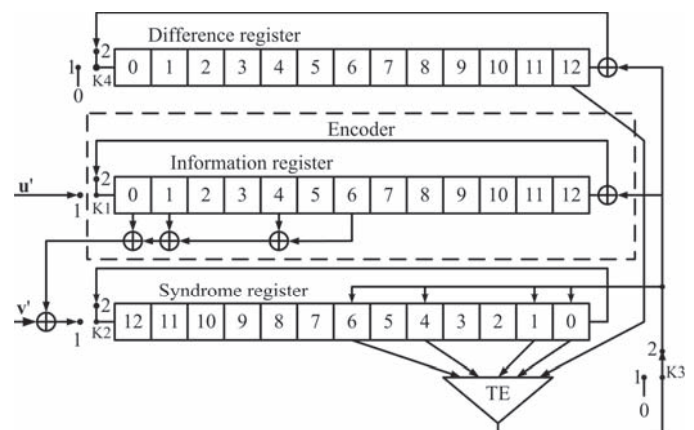 Difference register
2
1
K4
0
0 1 2 3 4 5 6 7 8 9 10 11 12
Encoder
Information register
u'
2
1
K1
0 1 2 3 4 5 6 7 8 9 10 11 12
Syndrome register
v'
2
1
K2
12 11 10 9 8 7 6 5 4 3 2 1 0
TE
2
1
K3
0